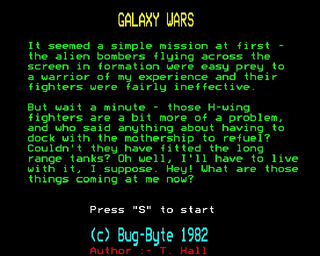 GALAXY WARS
It seemed a simple mission at first -
the alien bombers flying across the
screen in formation were easy prey to
a warrior of my experience and their
fighters were fairly ineffective.
But wait a minute - those H-wing
fighters are a bit more of a problem,
and who said anything about having to
dock with the mothership to refuel?
Couldn't they have fitted the long
range tanks? Oh well, I'll have to live
with it, I suppose. Hey! What are those
things coming at me now?
Press "S" to start
(c) Bug-Byte 1982
Author :- T. Hall